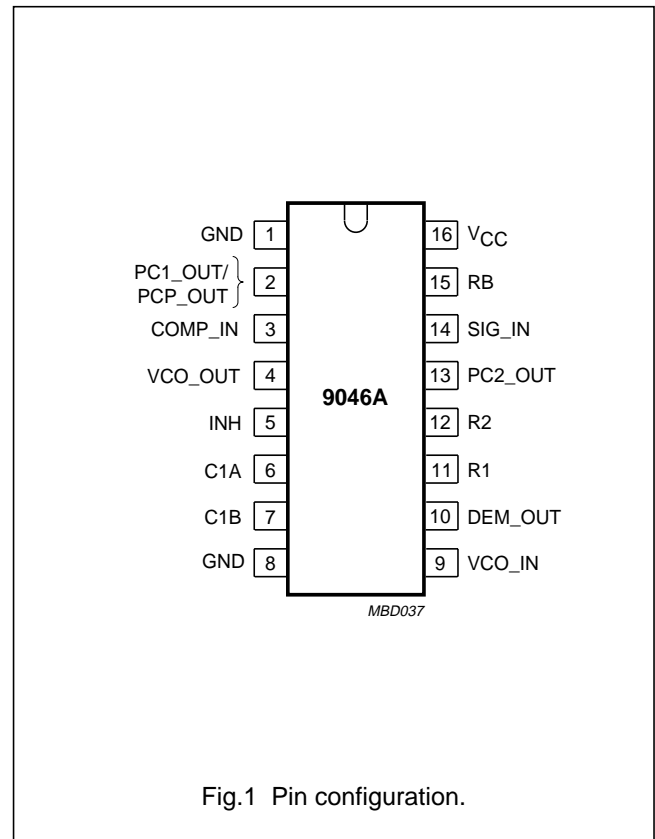 GND 1
PC1_OUT/
PCP_OUT 2
COMP_IN 3
VCO_OUT 4
INH 5
C1A 6
C1B 7
GND 8
9046A
16 VCC
15 RB
14 SIG_IN
13 PC2_OUT
12 R2
11 R1
10 DEM_OUT
9 VCO_IN
MBD037
Fig.1 Pin configuration.